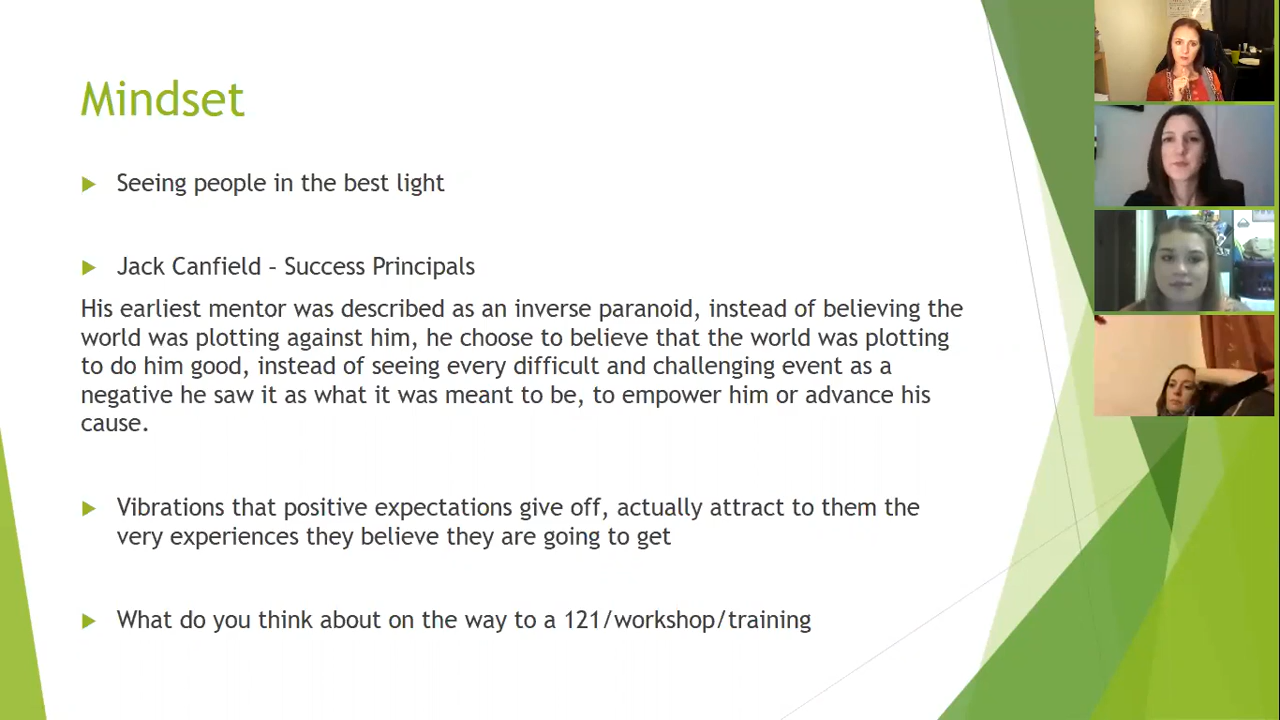 Mindset
Seeing people in the best light
Jack Canfield – Success Principals
His earliest mentor was described as an inverse paranoid, instead of believing the
world was plotting against him, he choose to believe that the world was plotting
to do him good, instead of seeing every difficult and challenging event as a
negative he saw it as what it was meant to be, to empower him or advance his
cause.
Vibrations that positive expectations give off, actually attract to them the
very experiences they believe they are going to get
What do you think about on the way to a 121/workshop/training